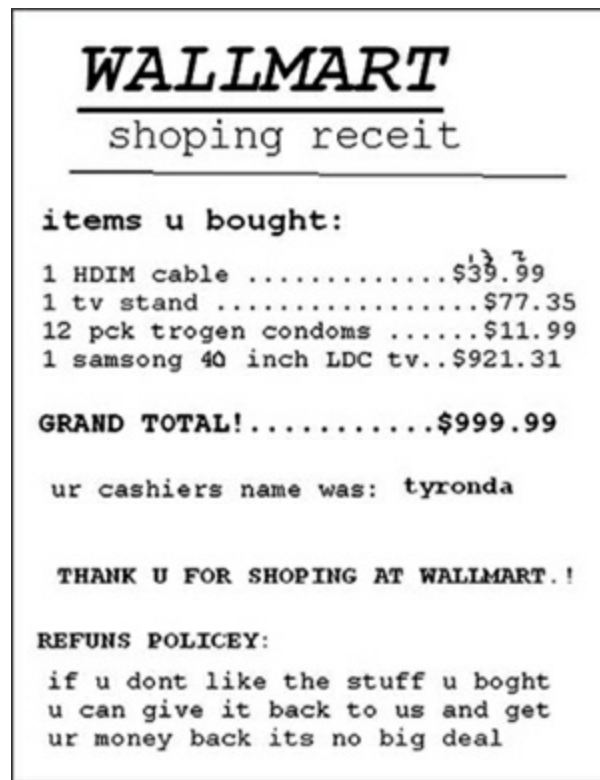 WALLMART
shoping receit
items u bought:
13 2
1 HDIM cable ..............$39.99
1 tv stand .................$77.35
12 pck trogen condoms ......$11.99
1 samsong 40 inch LDC tv..$921.31
GRAND TOTAL!...........$999.99
ur cashiers name was: tyronda
THANK U FOR SHOPING AT WALLMART.!
REFUNS POLICEY:
if u dont like the stuff u boght
u can give it back to us and get
ur money back its no big deal